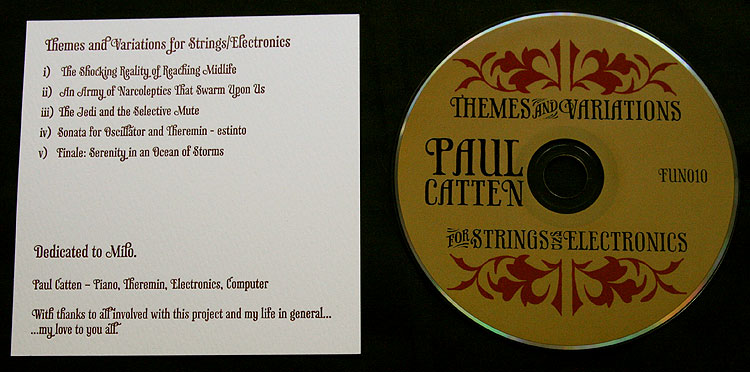 Themes and Variations for Strings/Electronics
i) The Shocking Reality of Reaching Midlife
ii) An Army of Narcoleptics That Swarm Upon Us
iii) The Jedi and the Selective Mute
iv) Sonata for Oscillator and Theremin - estinto
v) Finale: Serenity in an Ocean of Storms
Dedicated to Milo.
Paul Catten – Piano, Theremin, Electronics, Computer
With thanks to all involved with this project and my life in general...
...my love to you all.
THEMES AND VARIATIONS
PAUL
CATTEN
FUN010
FOR STRINGS AND ELECTRONICS